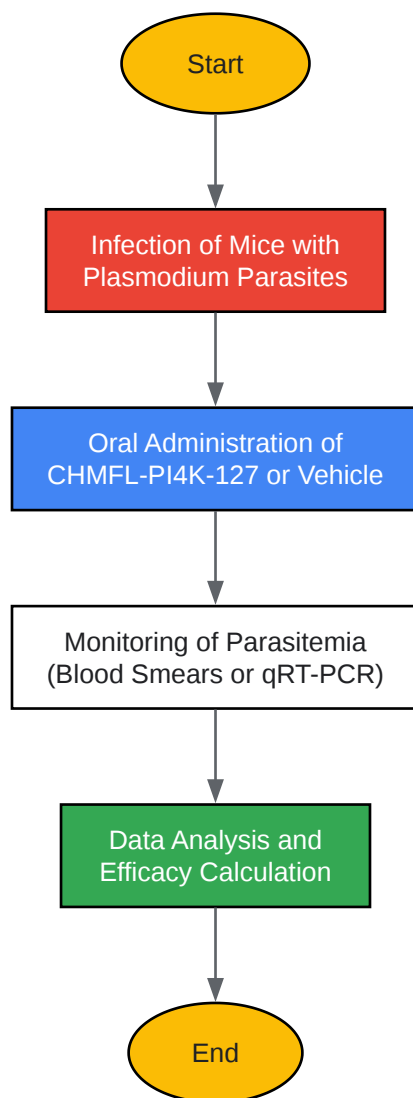 Start
Infection of Mice with
Plasmodium Parasites
Oral Administration of
CHMFL-PI4K-127 or Vehicle
Monitoring of Parasitemia
(Blood Smears or qRT-PCR)
Data Analysis and
Efficacy Calculation
End